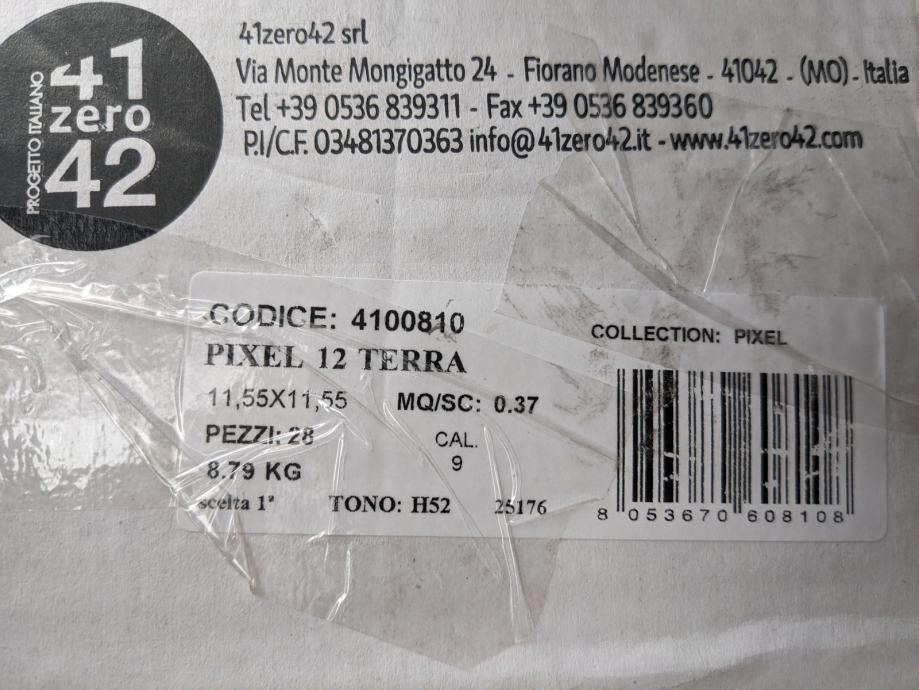 41
zero
42
PROGETTO ITALIANO
41zero42 srl
Via Monte Mongigatto 24 - Fiorano Modenese - 41042 - (MO) - Italia
Tel +39 0536 839311 - Fax +39 0536 839360
P.I/C.F. 03481370363 info@41zero42.it - www.41zero42.com
CODICE: 4100810
PIXEL 12 TERRA
COLLECTION: PIXEL
11,55X11,55 MQ/SC: 0.37
PEZZI: 28 CAL.
9
8.79 KG
scelta 1ª TONO: H52 25176
8 053670 608108